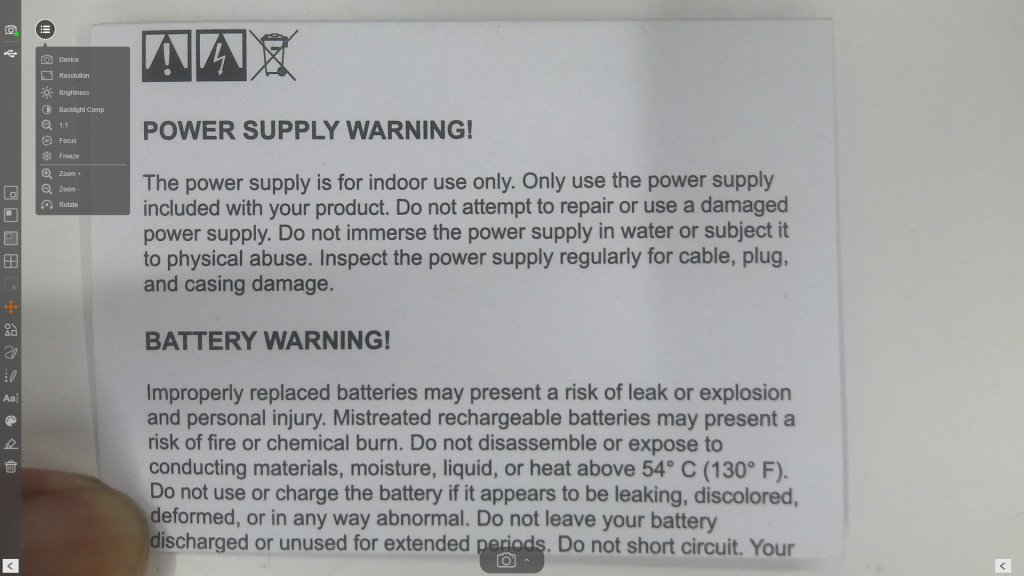 Device
Resolution
Brightness
Backlight Comp
1:1
Focus
Freeze
Zoom +
Zoom -
Rotate
Aa
POWER SUPPLY WARNING!
The power supply is for indoor use only. Only use the power supply
included with your product. Do not attempt to repair or use a damaged
power supply. Do not immerse the power supply in water or subject it
to physical abuse. Inspect the power supply regularly for cable, plug,
and casing damage.
BATTERY WARNING!
Improperly replaced batteries may present a risk of leak or explosion
and personal injury. Mistreated rechargeable batteries may present a
risk of fire or chemical burn. Do not disassemble or expose to
conducting materials, moisture, liquid, or heat above 54° C (130° F).
Do not use or charge the battery if it appears to be leaking, discolored,
deformed, or in any way abnormal. Do not leave your battery
discharged or unused for extended periods. Do not short circuit. Your